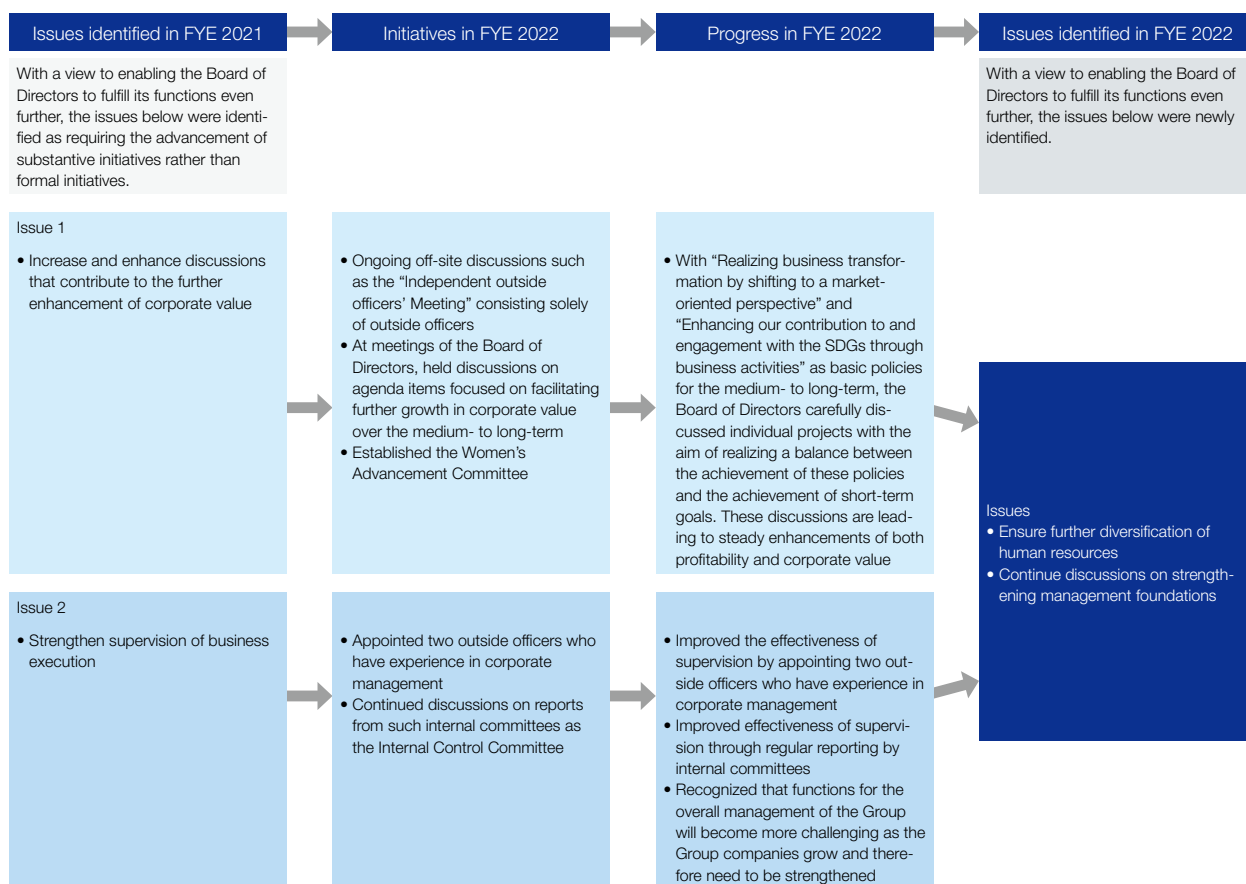 Issues identified in FYE 2021
Initiatives in FYE 2022
Progress in FYE 2022
Issues identified in FYE 2022
With a view to enabling the Board of
Directors to fulfill its functions even
further, the issues below were identi-
fied as requiring the advancement of
substantive initiatives rather than
formal initiatives.
With a view to enabling the Board of
Directors to fulfill its functions even
further, the issues below were newly
identified.
Issue 1
• Increase and enhance discussions
that contribute to the further
enhancement of corporate value
• Ongoing off-site discussions such
as the “Independent outside
officers’ Meeting” consisting solely
of outside officers
• At meetings of the Board of
Directors, held discussions on
agenda items focused on facilitating
further growth in corporate value
over the medium- to long-term
• Established the Women’s
Advancement Committee
• With “Realizing business transfor-
mation by shifting to a market-
oriented perspective” and
“Enhancing our contribution to and
engagement with the SDGs through
business activities” as basic policies
for the medium- to long-term, the
Board of Directors carefully dis-
cussed individual projects with the
aim of realizing a balance between
the achievement of these policies
and the achievement of short-term
goals. These discussions are lead-
ing to steady enhancements of both
profitability and corporate value
Issue 2
• Strengthen supervision of business
execution
• Appointed two outside officers who
have experience in corporate
management
• Continued discussions on reports
from such internal committees as
the Internal Control Committee
• Improved the effectiveness of
supervision by appointing two out-
side officers who have experience in
corporate management
• Improved effectiveness of supervi-
sion through regular reporting by
internal committees
• Recognized that functions for the
overall management of the Group
will become more challenging as the
Group companies grow and there-
fore need to be strengthened
Issues
• Ensure further diversification of
human resources
• Continue discussions on strength-
ening management foundations